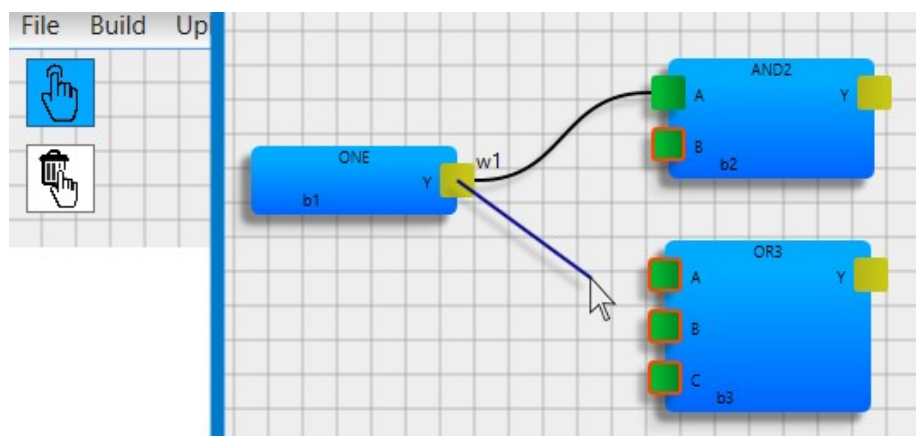 File Build Up
AND2
A Y
B
b2
ONE
w1
Y
b1
OR3
A Y
B
C
b3